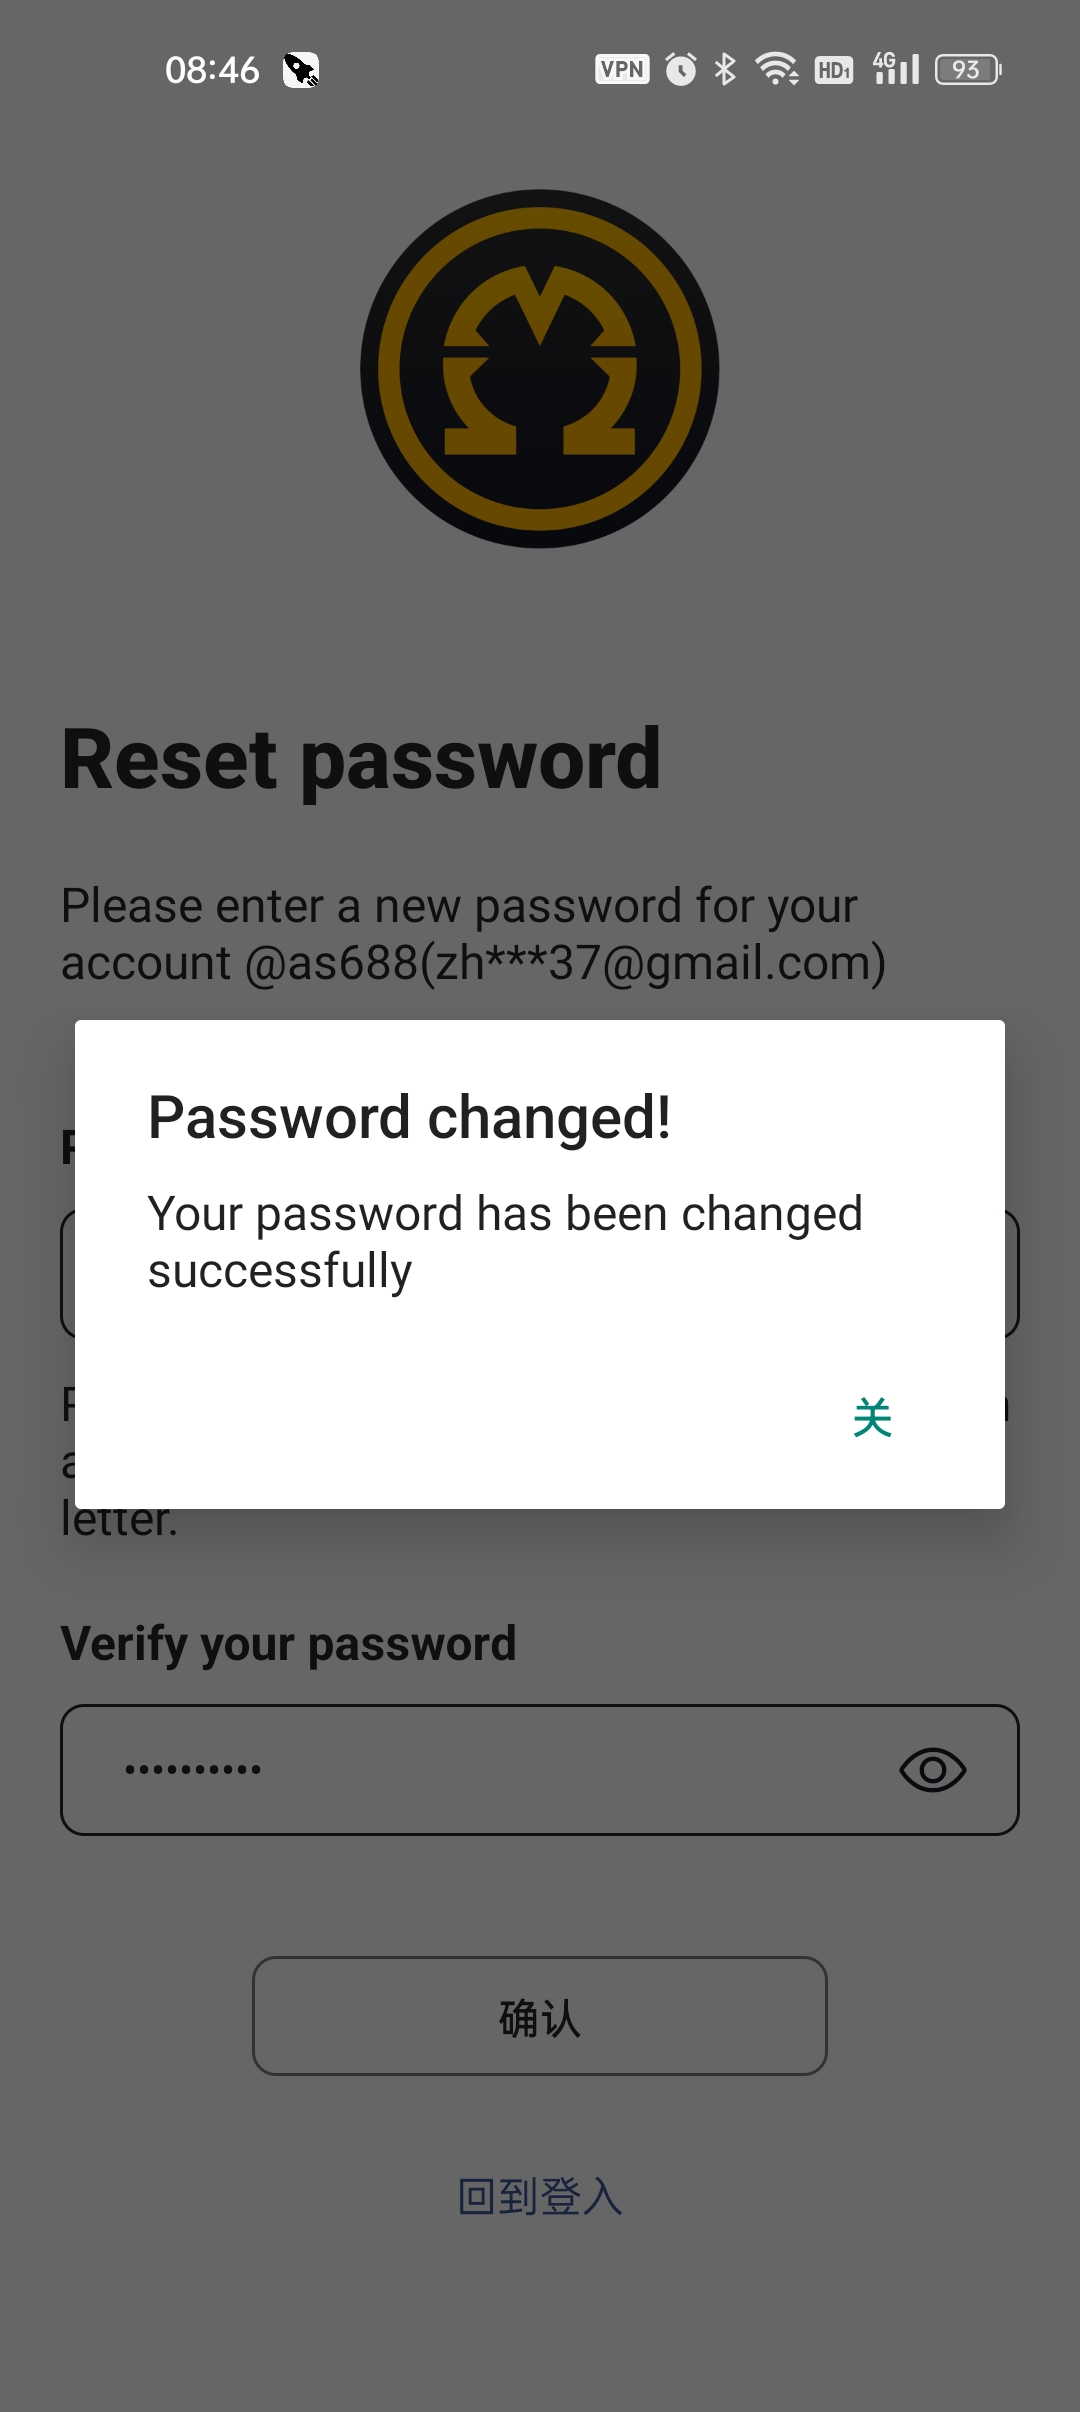 08:46 VPN HD1 4G 93
Reset password
Please enter a new password for your
account @as688(zh***37@gmail.com)
Password changed!
Your password has been changed
successfully
关
letter.
Verify your password
••••••••••
确认
回到登入